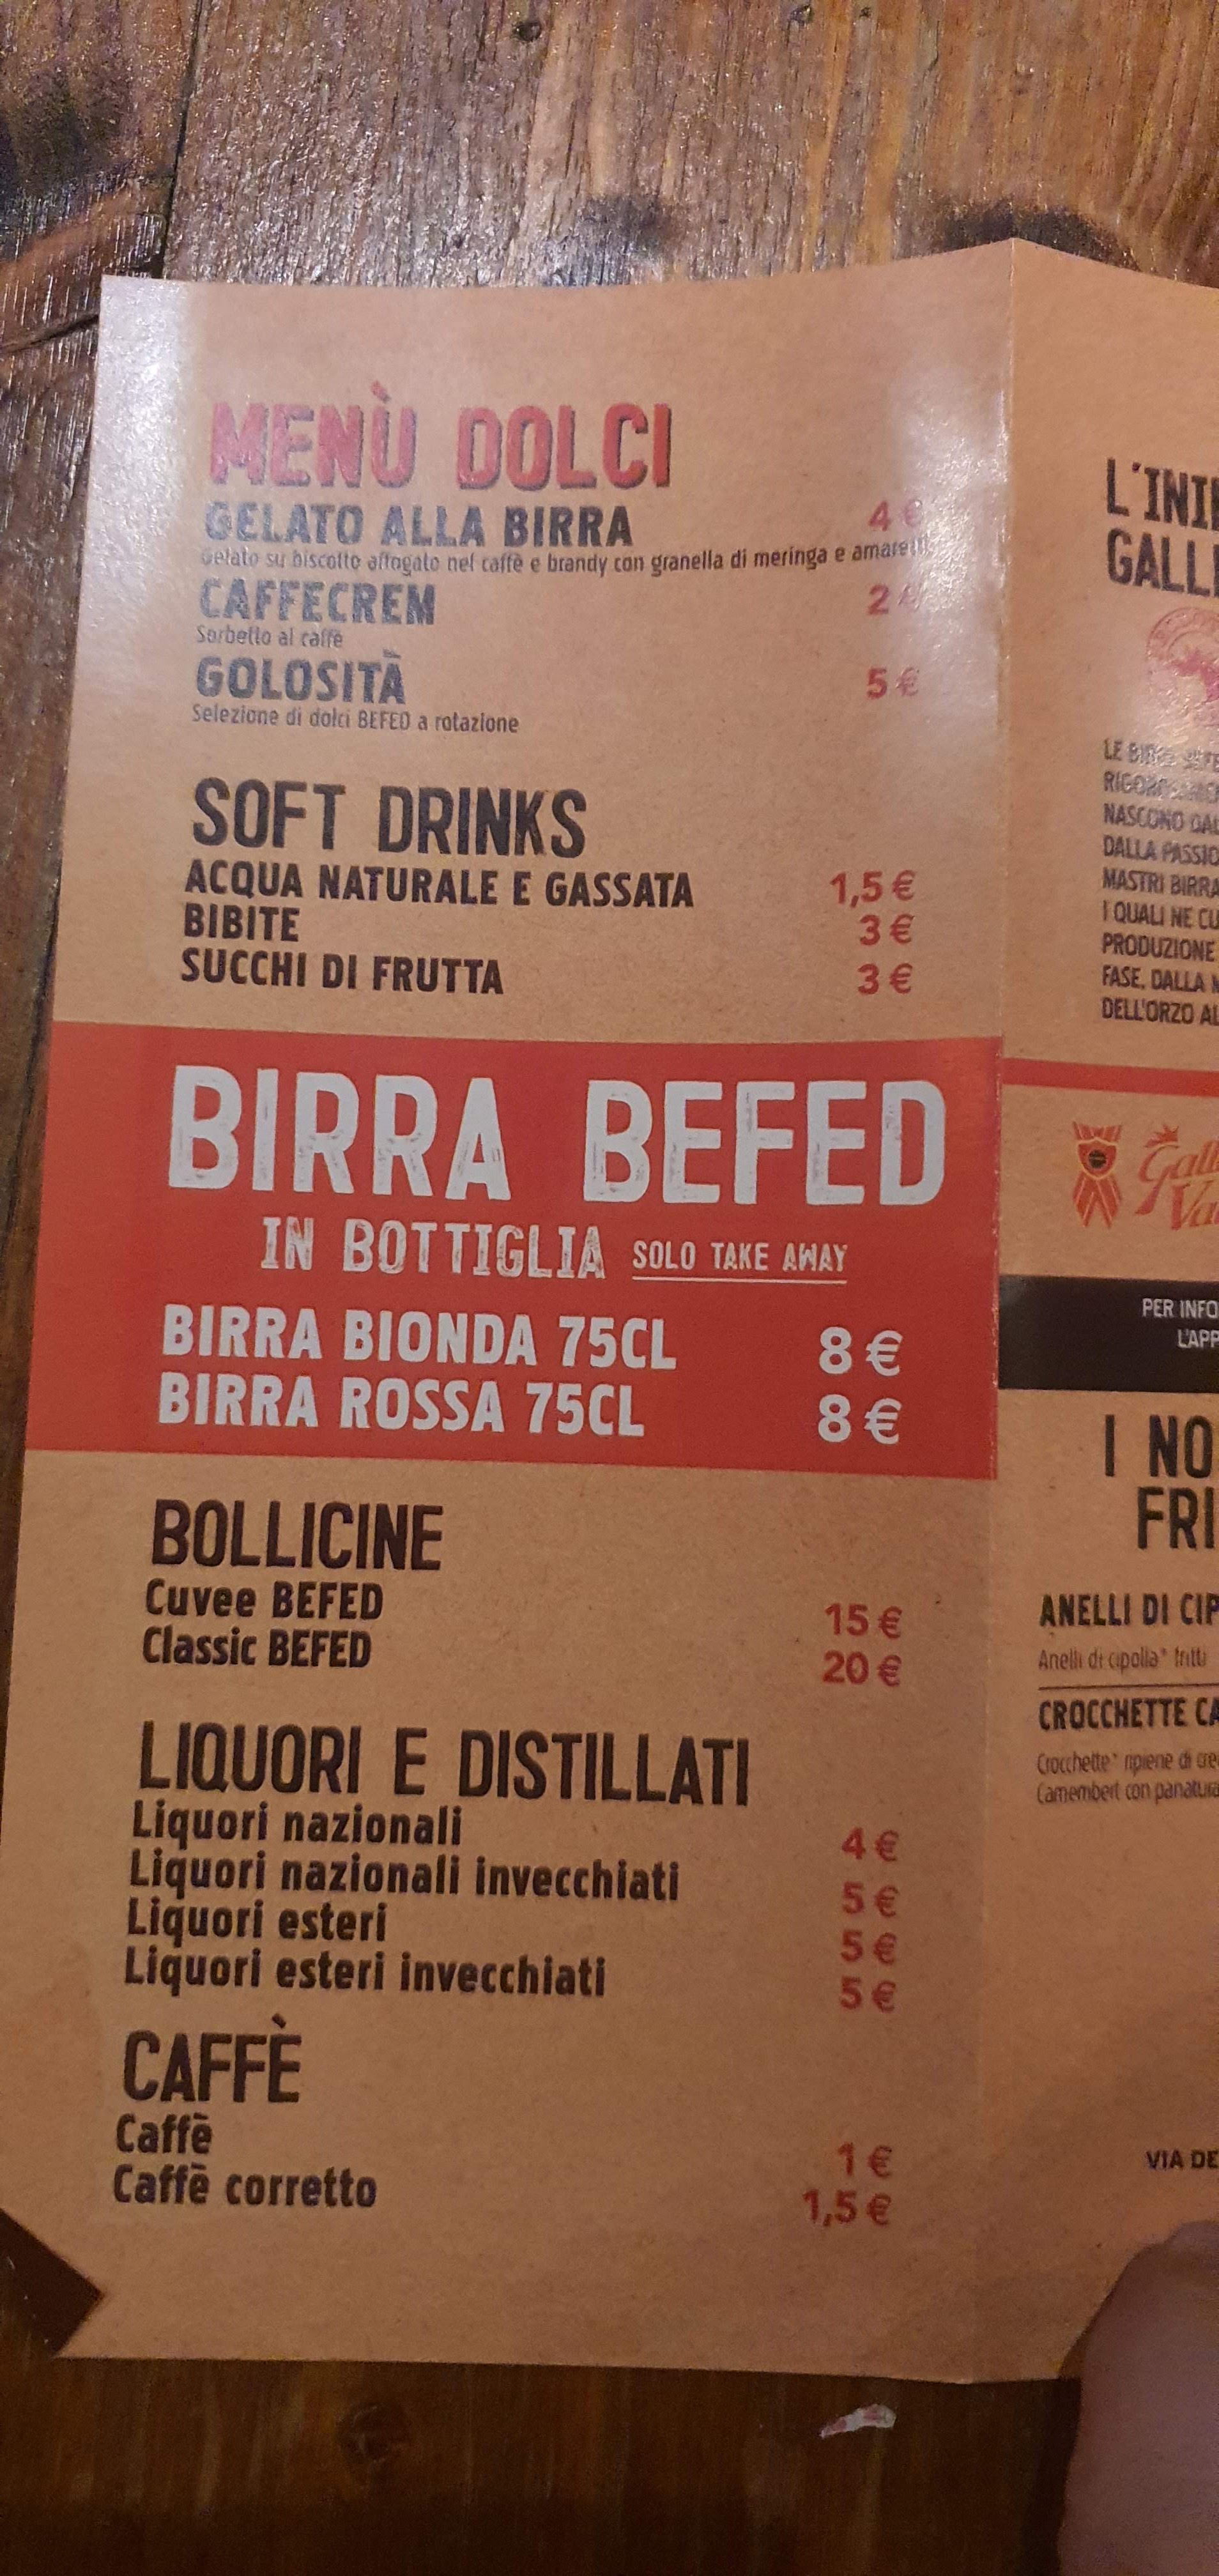 MENÙ DOLCI
GELATO ALLA BIRRA 4 €
Gelato su biscotto affogato nel caffè e brandy con granella di meringa e amaretti
CAFFECREM 2 €
Sorbetto al caffè
GOLOSITÀ 5 €
Selezione di dolci BEFED a rotazione
SOFT DRINKS
ACQUA NATURALE E GASSATA 1,5 €
BIBITE 3 €
SUCCHI DI FRUTTA 3 €
BIRRA BEFED
IN BOTTIGLIA SOLO TAKE AWAY
BIRRA BIONDA 75CL 8 €
BIRRA ROSSA 75CL 8 €
BOLLICINE
Cuvee BEFED 15 €
Classic BEFED 20 €
LIQUORI E DISTILLATI
Liquori nazionali 4 €
Liquori nazionali invecchiati 5 €
Liquori esteri 5 €
Liquori esteri invecchiati 5 €
CAFFÈ
Caffè 1 €
Caffè corretto 1,5 €
L'INI
GALL
LE BIRRE
NASCONO
DALLA PASSIO
MASTRI BIRRA
I QUALI NE CU
PRODUZIONE
FASE, DALLA
DELL'ORZO AL
PER INFO
L'APP
I NO
FRI
ANELLI DI CIP
Anelli di cipolla* fritti
CROCCHETTE CA
Crocchette* ripiene di cre
Camembert con panatura
VIA DE